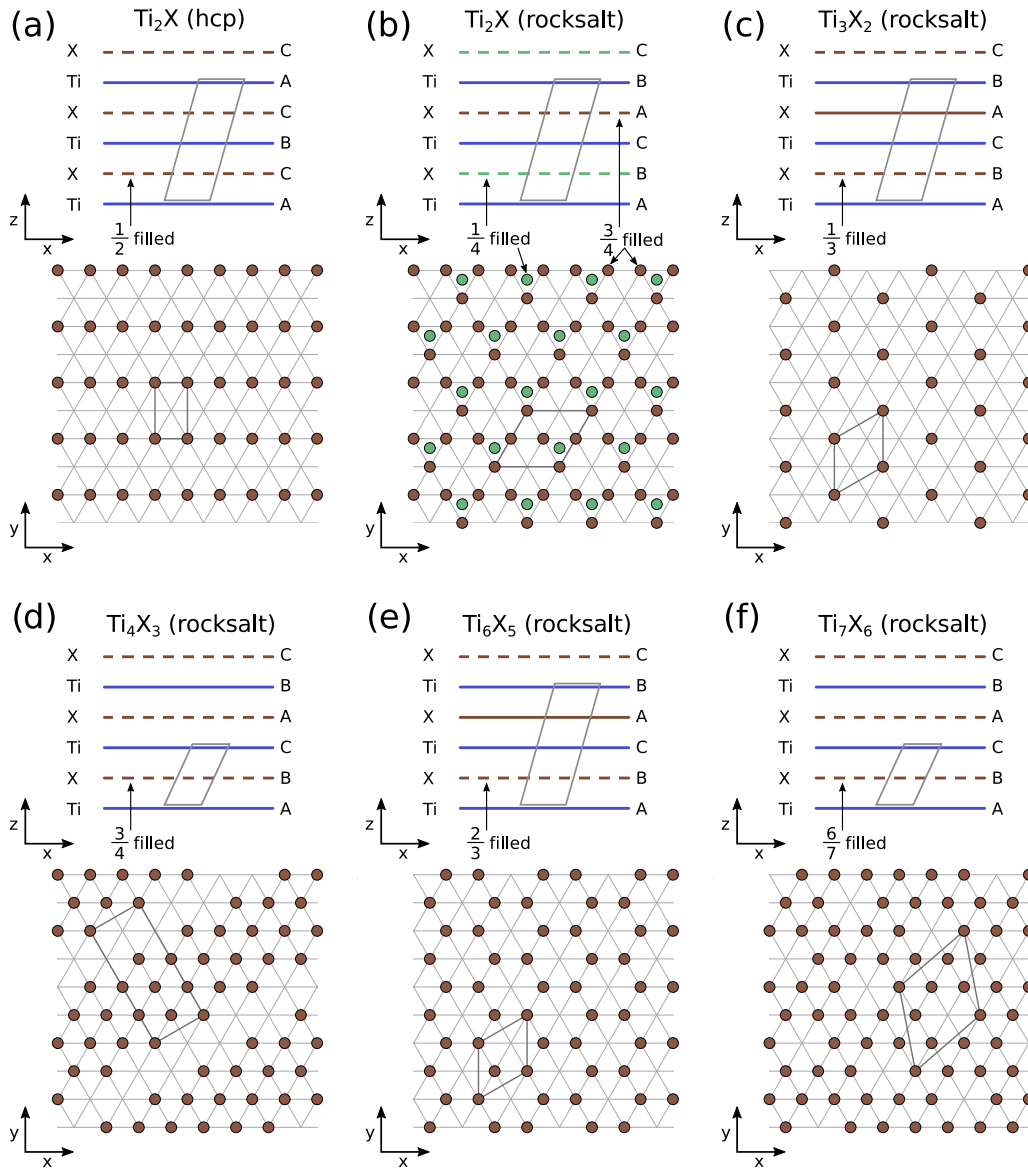 (a) Ti₂X (hcp)
X C
Ti A
X C
Ti B
X C
Ti A
z
x
1/2 filled
y
x
(b) Ti₂X (rocksalt)
X C
Ti B
X A
Ti C
X B
Ti A
z
x
1/4 filled
3/4 filled
y
x
(c) Ti₃X₂ (rocksalt)
X C
Ti B
X A
Ti C
X B
Ti A
z
x
1/3 filled
y
x
(d) Ti₄X₃ (rocksalt)
X C
Ti B
X A
Ti C
X B
Ti A
z
x
3/4 filled
y
x
(e) Ti₆X₅ (rocksalt)
X C
Ti B
X A
Ti C
X B
Ti A
z
x
2/3 filled
y
x
(f) Ti₇X₆ (rocksalt)
X C
Ti B
X A
Ti C
X B
Ti A
z
x
6/7 filled
y
x